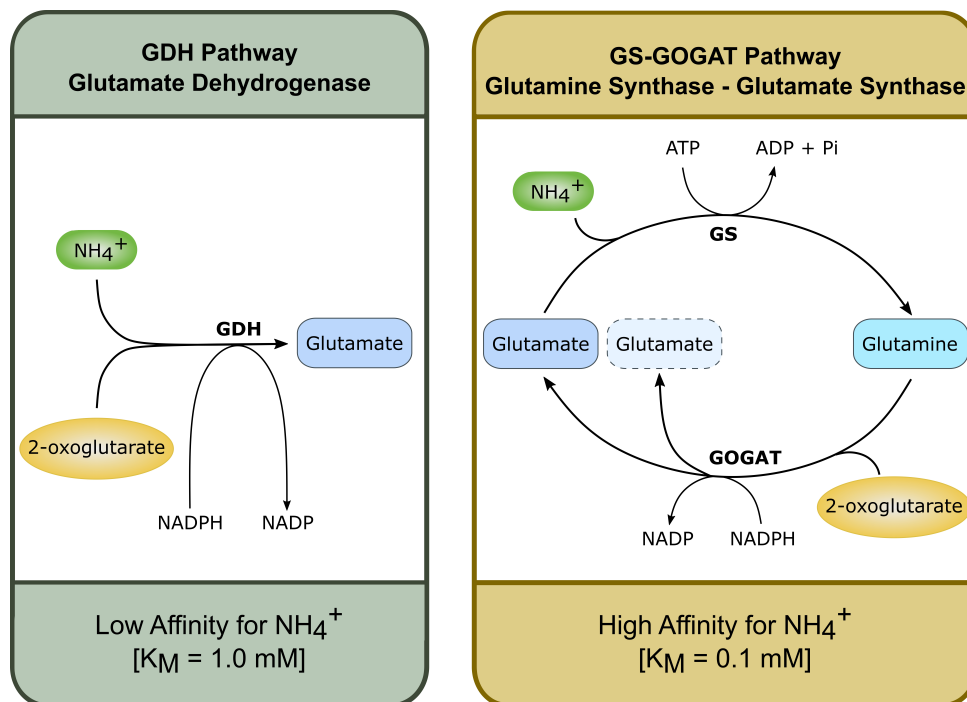 GDH Pathway
Glutamate Dehydrogenase
NH4+
GDH
Glutamate
2-oxoglutarate
NADPH
NADP
Low Affinity for NH4+
[KM = 1.0 mM]
GS-GOGAT Pathway
Glutamine Synthase - Glutamate Synthase
ATP
ADP + Pi
NH4+
GS
Glutamate
Glutamate
Glutamine
GOGAT
2-oxoglutarate
NADP
NADPH
High Affinity for NH4+
[KM = 0.1 mM]